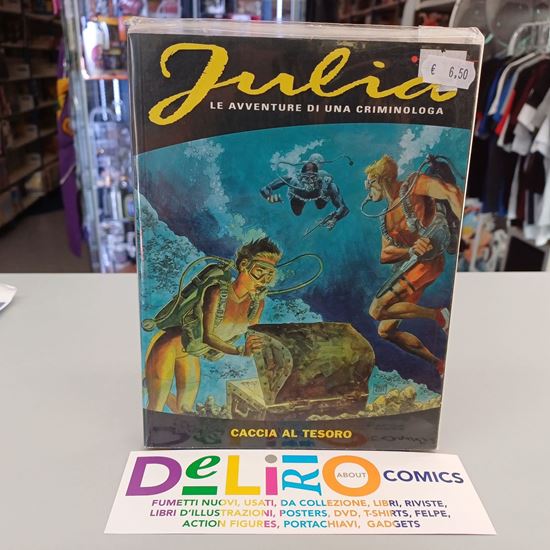 Julia
€ 6,50
LE AVVENTURE DI UNA CRIMINOLOGA
CACCIA AL TESORO
DeLiRiO ABOUT COMICS
FUMETTI NUOVI, USATI, DA COLLEZIONE, LIBRI, RIVISTE,
LIBRI D'ILLUSTRAZIONI, POSTERS, DVD, T-SHIRTS, FELPE,
ACTION FIGURES, PORTACHIAVI, GADGETS